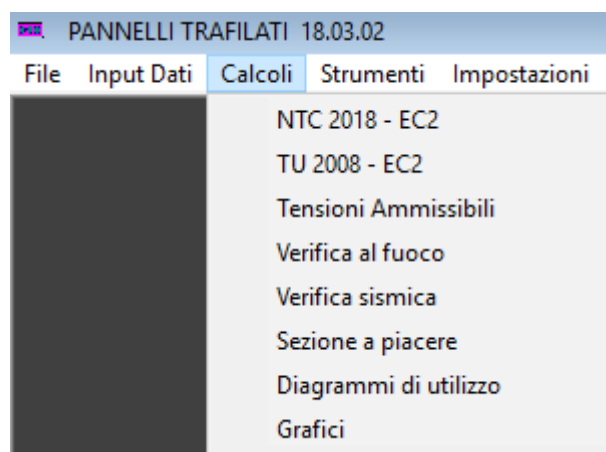 PANNELLI TRAFILATI 18.03.02
File Input Dati Calcoli Strumenti Impostazioni
NTC 2018 - EC2
TU 2008 - EC2
Tensioni Ammissibili
Verifica al fuoco
Verifica sismica
Sezione a piacere
Diagrammi di utilizzo
Grafici